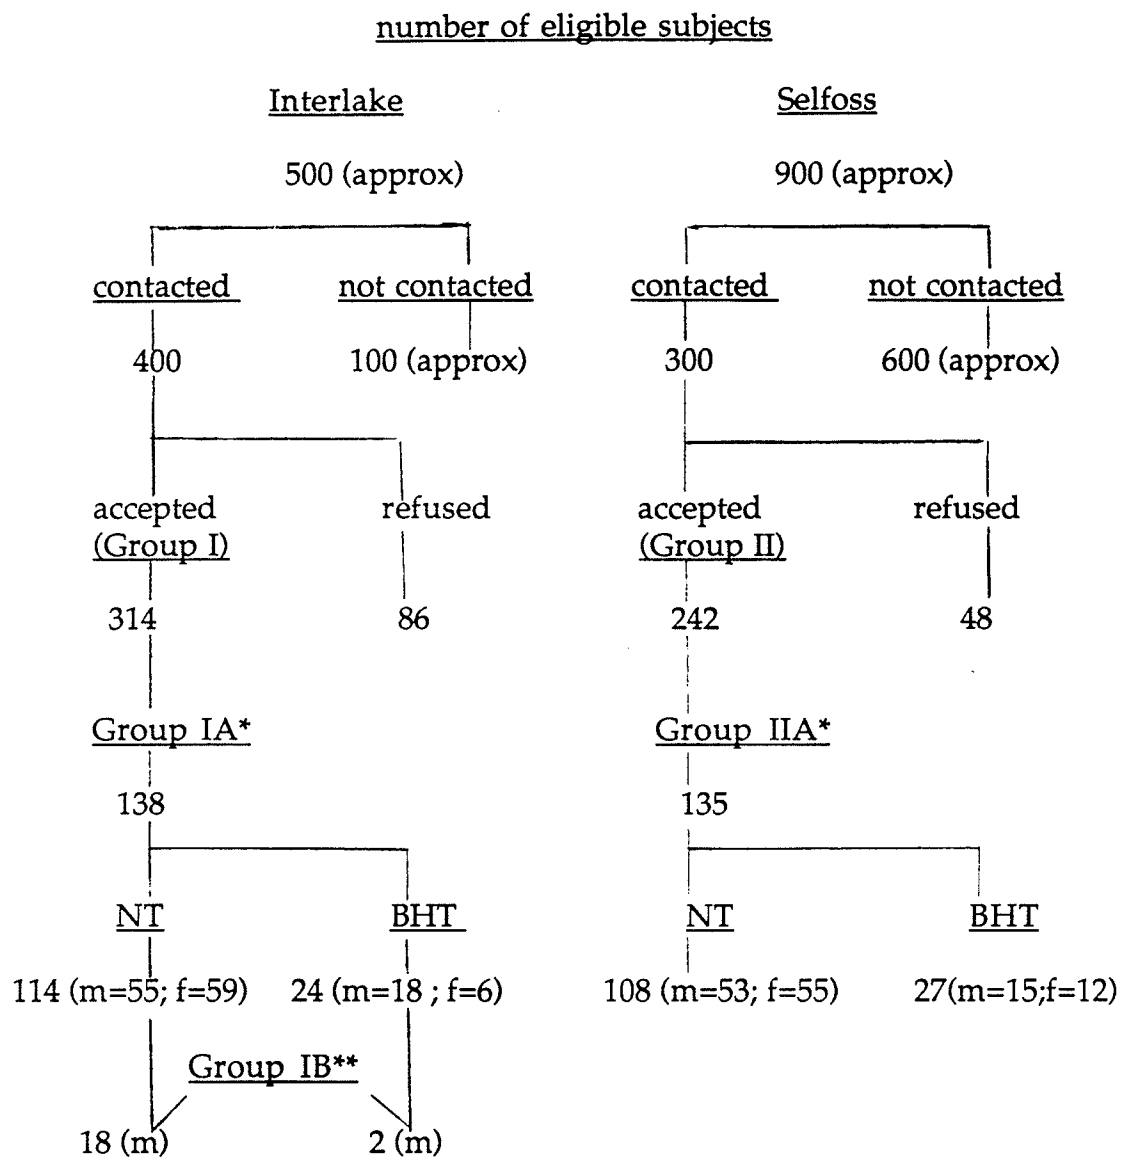 number of eligible subjects
Interlake Selfoss
500 (approx) 900 (approx)
contacted not contacted contacted not contacted
400 100 (approx) 300 600 (approx)
accepted refused accepted refused
(Group I) (Group II)
314 86 242 48
Group IA* Group IIA*
138 135
NT BHT NT BHT
114 (m=55; f=59) 24 (m=18 ; f=6) 108 (m=53; f=55) 27(m=15;f=12)
Group IB**
18 (m) 2 (m)